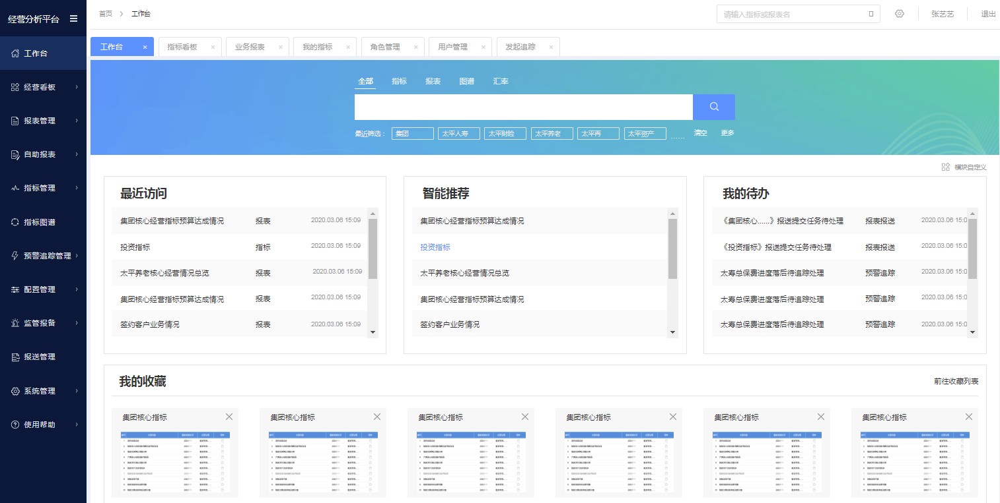 经营分析平台
首页 工作台
请输入指标或报表名
张艺艺
退出
工作台
经营看板
报表管理
自助报表
指标管理
指标图谱
预警追踪管理
配置管理
监管报备
报送管理
系统管理
使用帮助
工作台 指标看板 业务报表 我的指标 角色管理 用户管理 发起追踪
全部 指标 报表 图谱 汇率
最近筛选： 集团 太平人寿 太平财险 太平养老 太平再 太平资产 …… 清空 更多
模块自定义
最近访问
集团核心经营指标预算达成情况 报表 2020.03.06 15:09
投资指标 指标 2020.03.06 15:09
太平养老核心经营情况总览 报表 2020.03.06 15:09
集团核心经营指标预算达成情况 报表 2020.03.06 15:09
签约客户业务情况 报表 2020.03.06 15:09
智能推荐
集团核心经营指标预算达成情况
投资指标
太平养老核心经营情况总览
集团核心经营指标预算达成情况
签约客户业务情况
我的待办
《集团核心......》报送提交任务待处理 报表报送 2020.03.06 15:0
《投资指标》报送提交任务待处理 报表报送 2020.03.06 15:0
太寿总保费进度落后待追踪处理 预警追踪 2020.03.06 15:0
太寿总保费进度落后待追踪处理 预警追踪 2020.03.06 15:0
太寿总保费进度落后待追踪处理 预警追踪 2020.03.06 15:0
我的收藏
前往收藏列表
集团核心指标 集团核心指标 集团核心指标 集团核心指标 集团核心指标 集团核心指标